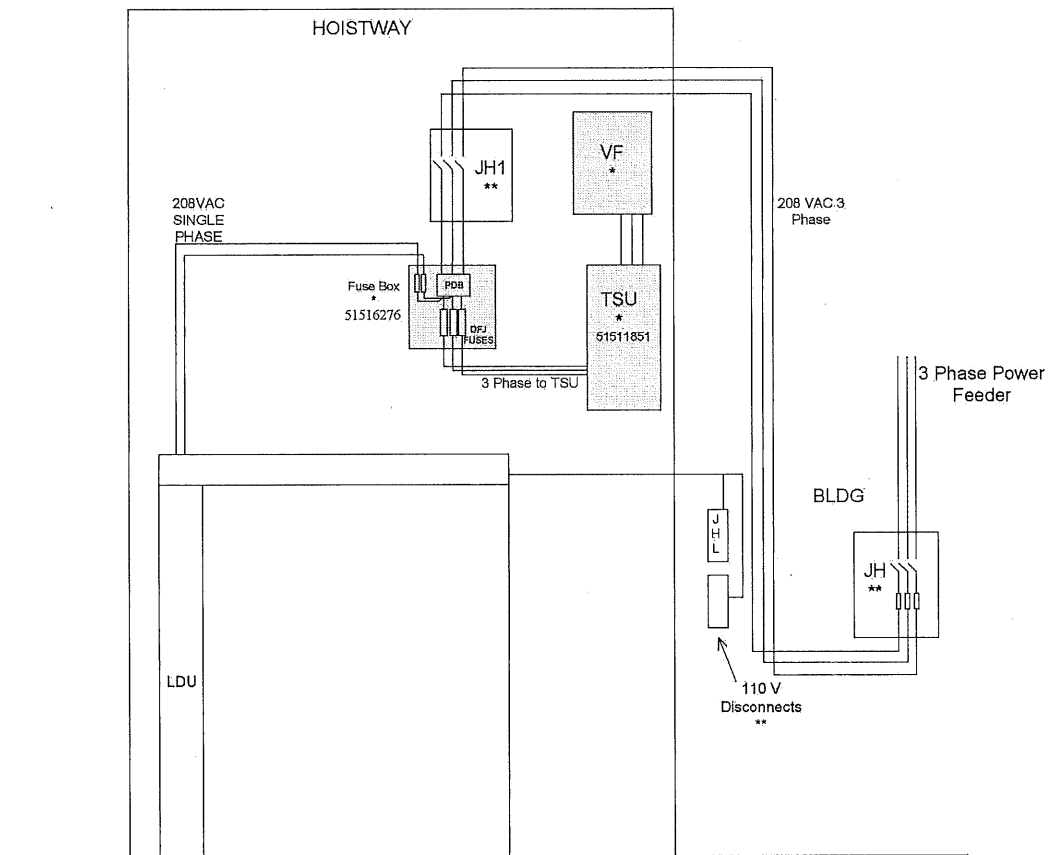 HOISTWAY
VF
*
JH1
**
208VAC
SINGLE
PHASE
208 VAC 3
Phase
Fuse Box
*
51516276
PDB
DFJ
FUSES
TSU
*
51511851
3 Phase to TSU
3 Phase Power
Feeder
BLDG
J
H
L
JH
**
LDU
110 V
Disconnects
**